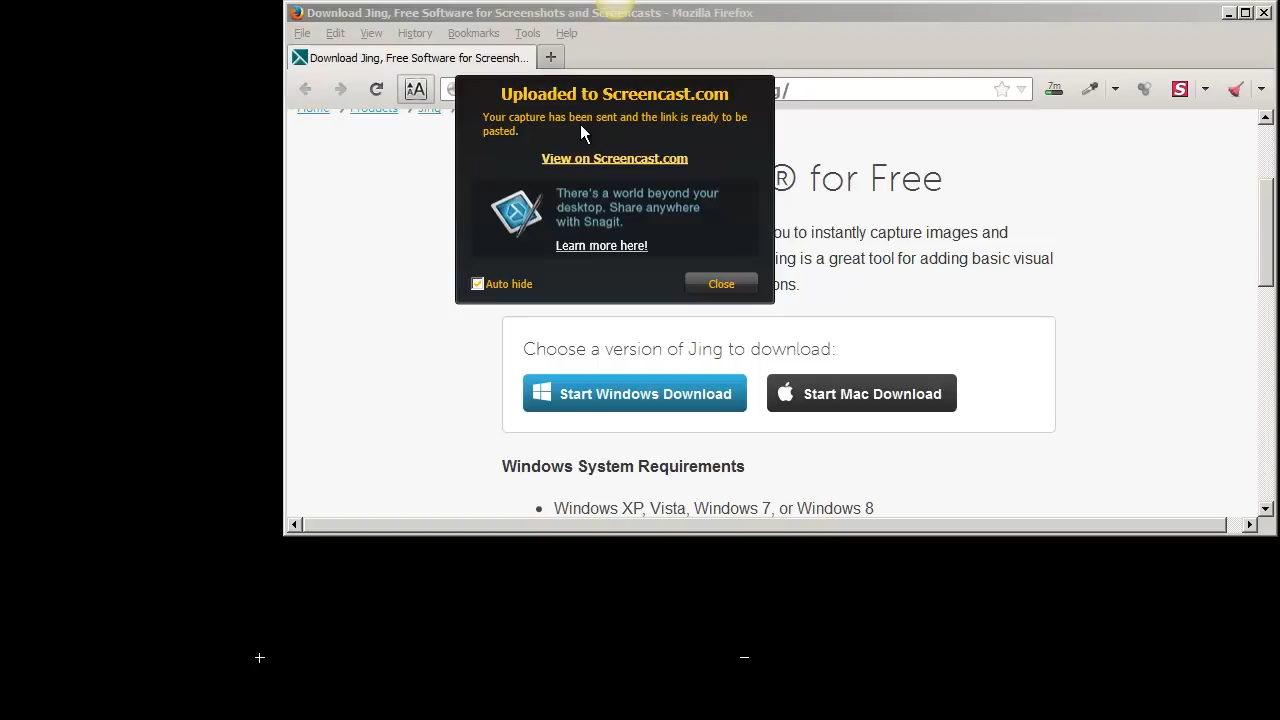 Download Jing, Free Software for Screenshots and Screencasts - Mozilla Firefox
File Edit View History Bookmarks Tools Help
Download Jing, Free Software for Screensh...
g/
Home Products Jing
Uploaded to Screencast.com
Your capture has been sent and the link is ready to be
pasted.
View on Screencast.com
There's a world beyond your
desktop. Share anywhere
with Snagit.
Learn more here!
Auto hide
Close
® for Free
ou to instantly capture images and
ing is a great tool for adding basic visual
ons.
Choose a version of Jing to download:
Start Windows Download
Start Mac Download
Windows System Requirements
• Windows XP, Vista, Windows 7, or Windows 8